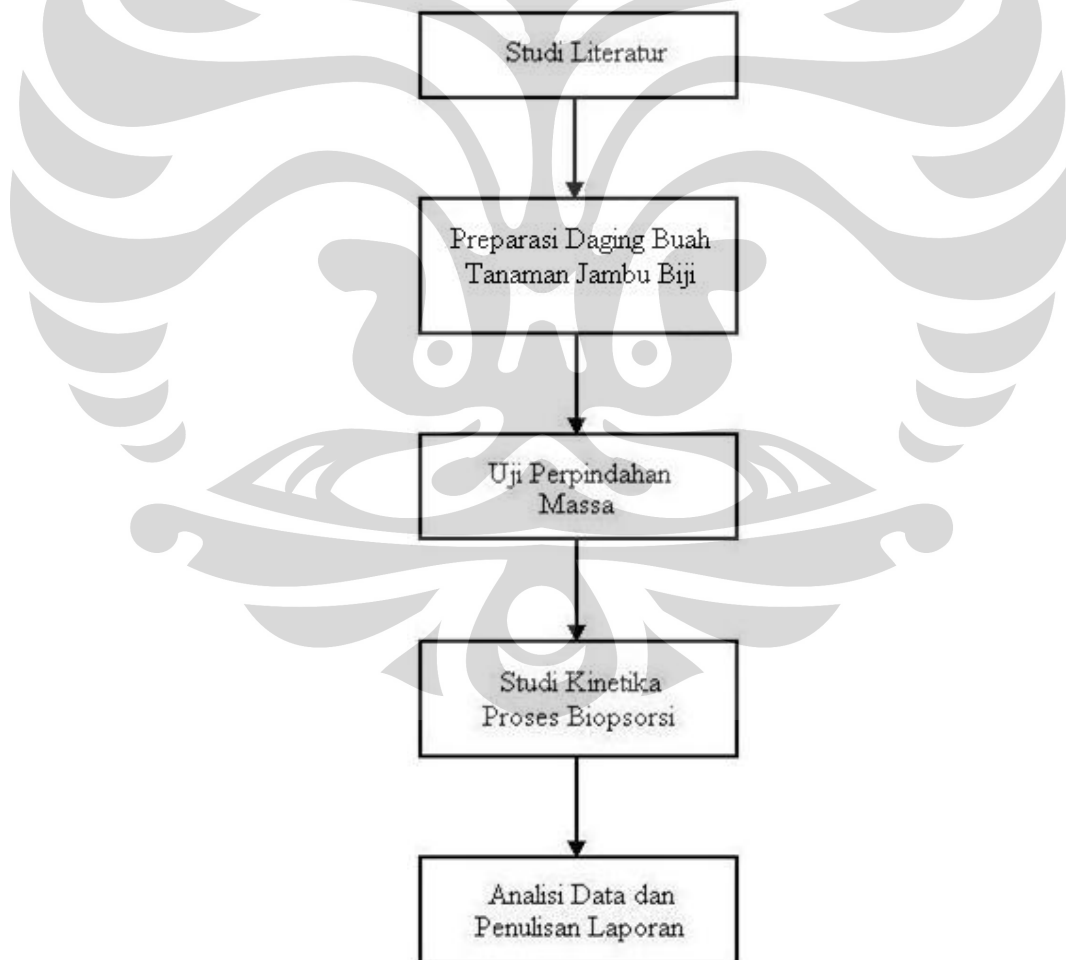 Studi Literatur
Preparasi Daging Buah
Tanaman Jambu Biji
Uji Perpindahan
Massa
Studi Kinetika
Proses Biopsorsi
Analisi Data dan
Penulisan Laporan